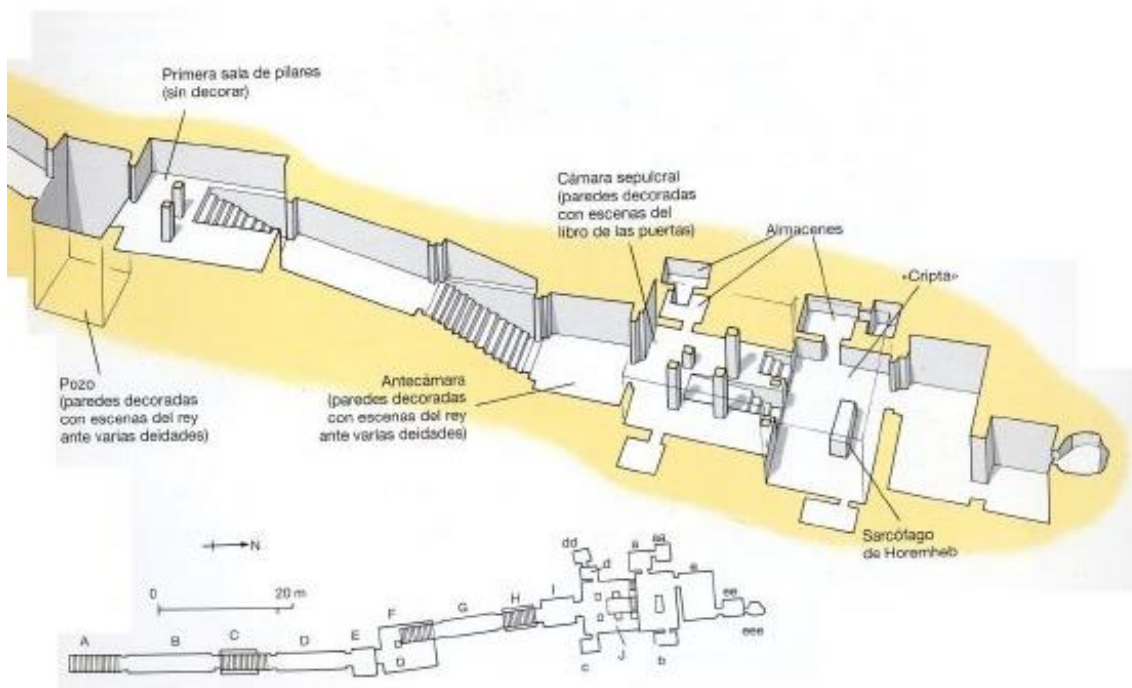 Primera sala de pilares
(sin decorar)
Cámara sepulcral
(paredes decoradas
con escenas del
libro de las puertas)
Almacenes
«Cripta»
Pozo
(paredes decoradas
con escenas del rey
ante varias deidades)
Antecámara
(paredes decoradas
con escenas del rey
ante varias deidades)
Sarcófago
de Horemheb
N
0 20 m
A B C D E F G H I J
dd d a aa e ee eee
c b